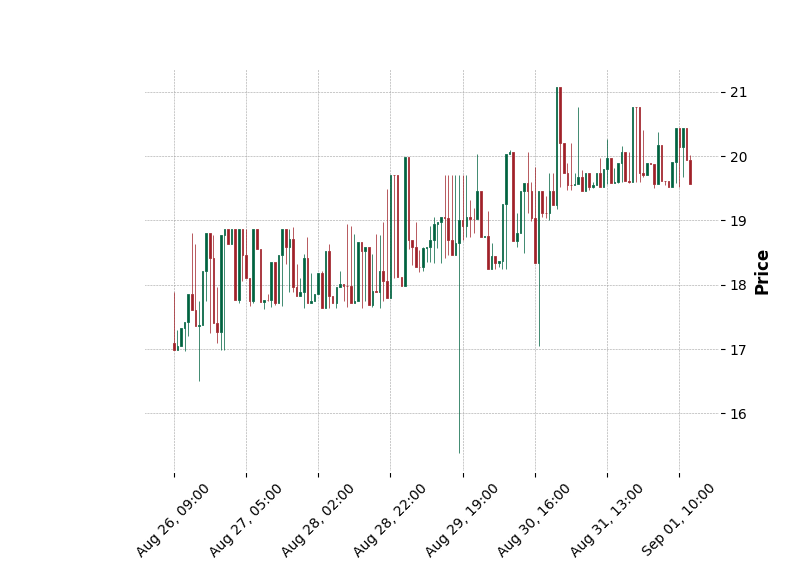 21
20
19
18
17
16
Price
Aug 26, 09:00
Aug 27, 05:00
Aug 28, 02:00
Aug 28, 22:00
Aug 29, 19:00
Aug 30, 16:00
Aug 31, 13:00
Sep 01, 10:00